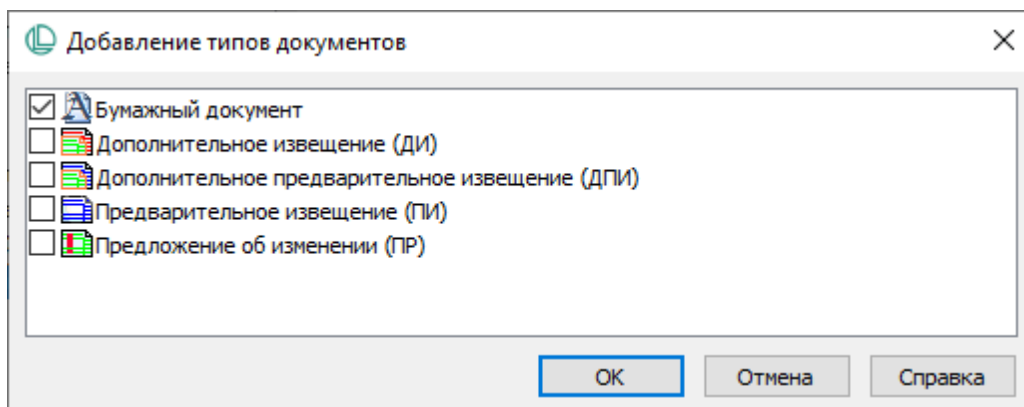 Добавление типов документов
Бумажный документ
Дополнительное извещение (ДИ)
Дополнительное предварительное извещение (ДПИ)
Предварительное извещение (ПИ)
Предложение об изменении (ПР)
ОК Отмена Справка